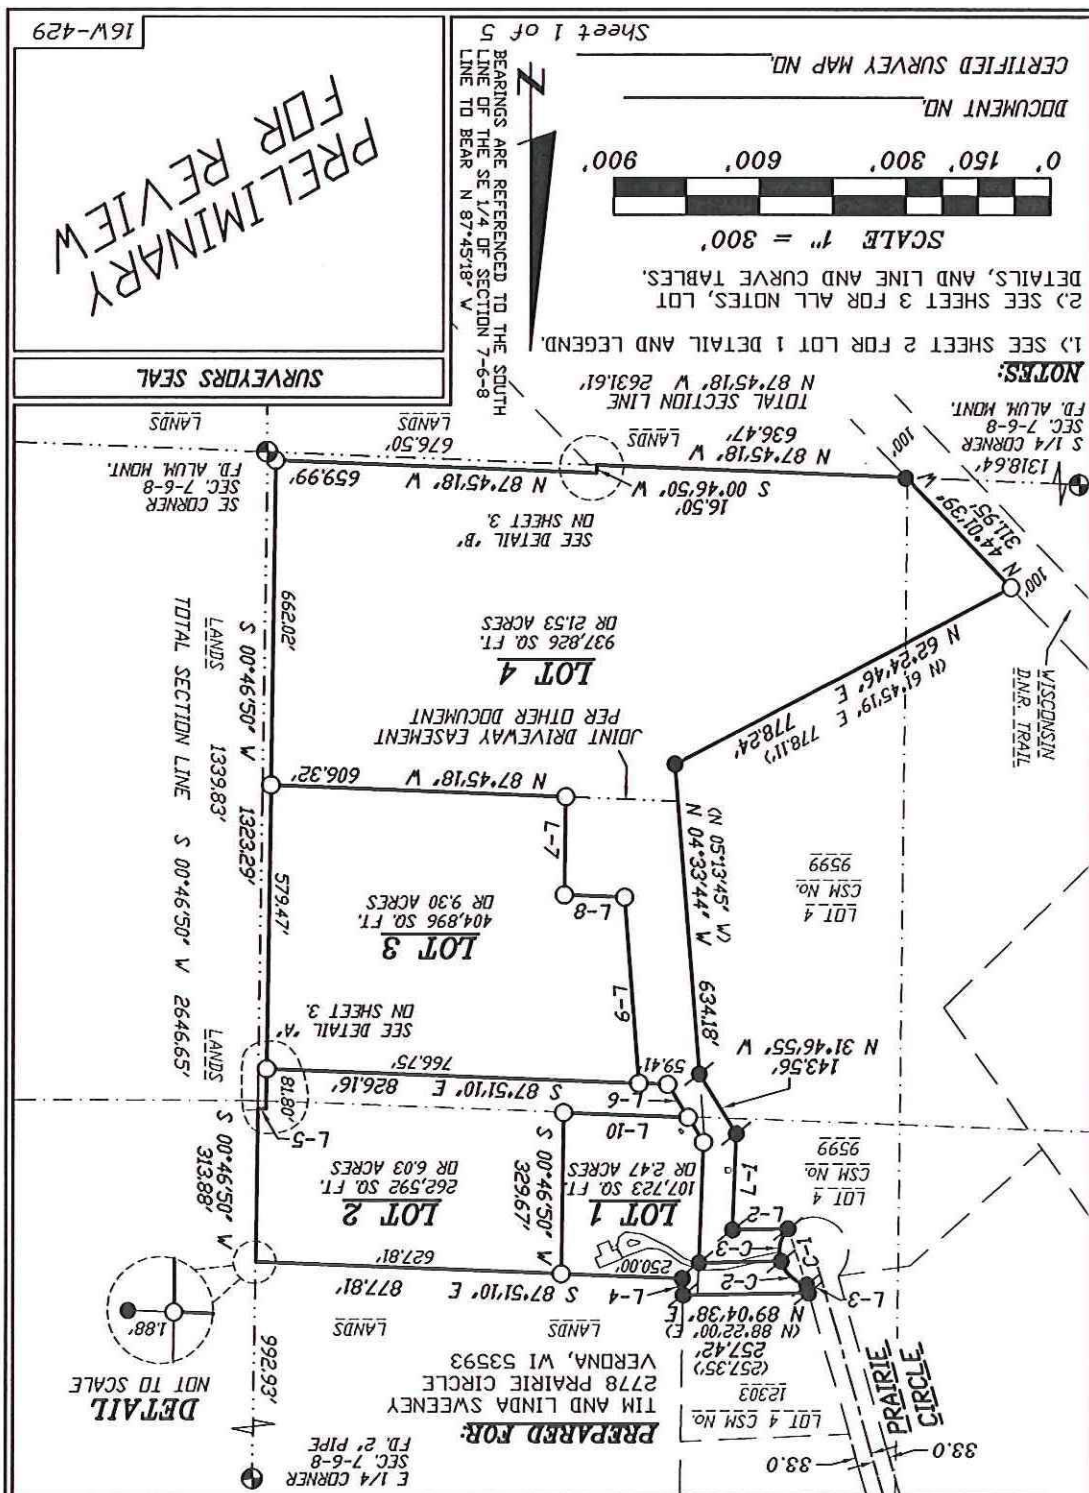 E 1/4 CORNER
SEC. 7-6-8
FD. 2" PIPE
992.93'
33.0
33.0
PRAIRIE
CIRCLE
LOT 4 CSM No.
12303
PREPARED FOR:
TIM AND LINDA SWEENEY
2778 PRAIRIE CIRCLE
VERONA, WI 53593
DETAIL
NOT TO SCALE
1.88'
(257.35')
257.42'
(N 88°22'00" E)
N 89°04'38" E
LANDS
LANDS
L-3
C-1
C-2
L-4
250.00'
S 87°51'10" E
877.81'
627.81'
C-3
L-2
L-1
LOT 4
CSM No.
9599
LOT 1
107,723 SQ. FT.
OR 2.47 ACRES
S 00°46'50" W
329.67'
LOT 2
262,592 SQ. FT.
OR 6.03 ACRES
S 00°46'50" W
313.88'
L-5
81.80'
L-10
L-6
N 31°46'55" W
143.56'
59.41
S 87°51'10" E
826.16'
766.75'
LANDS
SEE DETAIL "A"
ON SHEET 3.
LOT 4
CSM No.
9599
634.18'
N 04°33'44" W
(N 05°13'45" W)
L-9
L-8
L-7
LOT 3
404,896 SQ. FT.
OR 9.30 ACRES
579.47'
N 87°45'18" W
606.32'
TOTAL SECTION LINE S 00°46'50" W 2646.65'
1339.83'
LANDS
S 00°46'50" W 1323.29'
662.02'
JOINT DRIVEWAY EASEMENT
PER OTHER DOCUMENT
WISCONSIN
D.N.R. TRAIL
(N 61°45'19" E 778.11')
N 62°24'46" E 778.24'
LOT 4
937,826 SQ. FT.
OR 21.53 ACRES
100'
N 44°01'39" W
311.95'
100'
SEE DETAIL "B"
ON SHEET 3.
S 1/4 CORNER
SEC. 7-6-8
FD. ALUM. MONT.
1318.64'
N 87°45'18" W
636.47'
LANDS
S 00°46'50" W
16.50'
N 87°45'18" W
659.99'
676.50'
LANDS
LANDS
SE CORNER
SEC. 7-6-8
FD. ALUM. MONT.
TOTAL SECTION LINE
N 87°45'18" W 2631.61'
NOTES:
1.) SEE SHEET 2 FOR LOT 1 DETAIL AND LEGEND.
2.) SEE SHEET 3 FOR ALL NOTES, LOT
DETAILS, AND LINE AND CURVE TABLES.
SCALE 1" = 300'
0' 150' 300' 600' 900'
DOCUMENT NO.
CERTIFIED SURVEY MAP NO.
Sheet 1 of 5
N
BEARINGS ARE REFERENCED TO THE SOUTH
LINE OF THE SE 1/4 OF SECTION 7-6-8
LINE TO BEAR N 87°45'18" W
SURVEYORS SEAL
PRELIMINARY
FOR REVIEW
16W-429